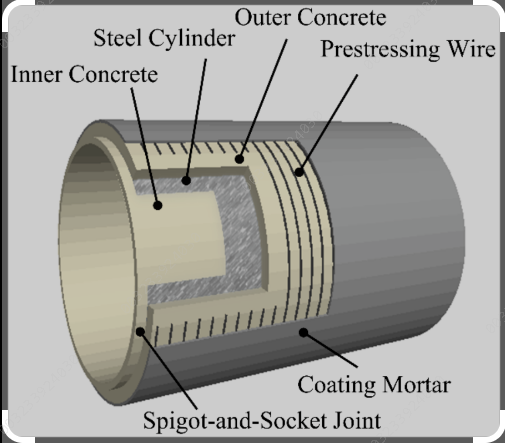 Outer Concrete
Steel Cylinder
Prestressing Wire
Inner Concrete
Coating Mortar
Spigot-and-Socket Joint